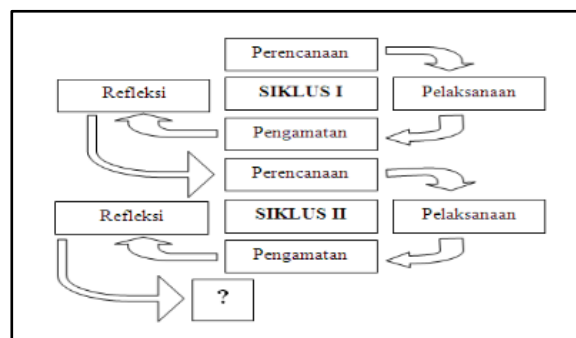 Perencanaan
Refleksi
SIKLUS I
Pelaksanaan
Pengamatan
Perencanaan
Refleksi
SIKLUS II
Pelaksanaan
Pengamatan
?